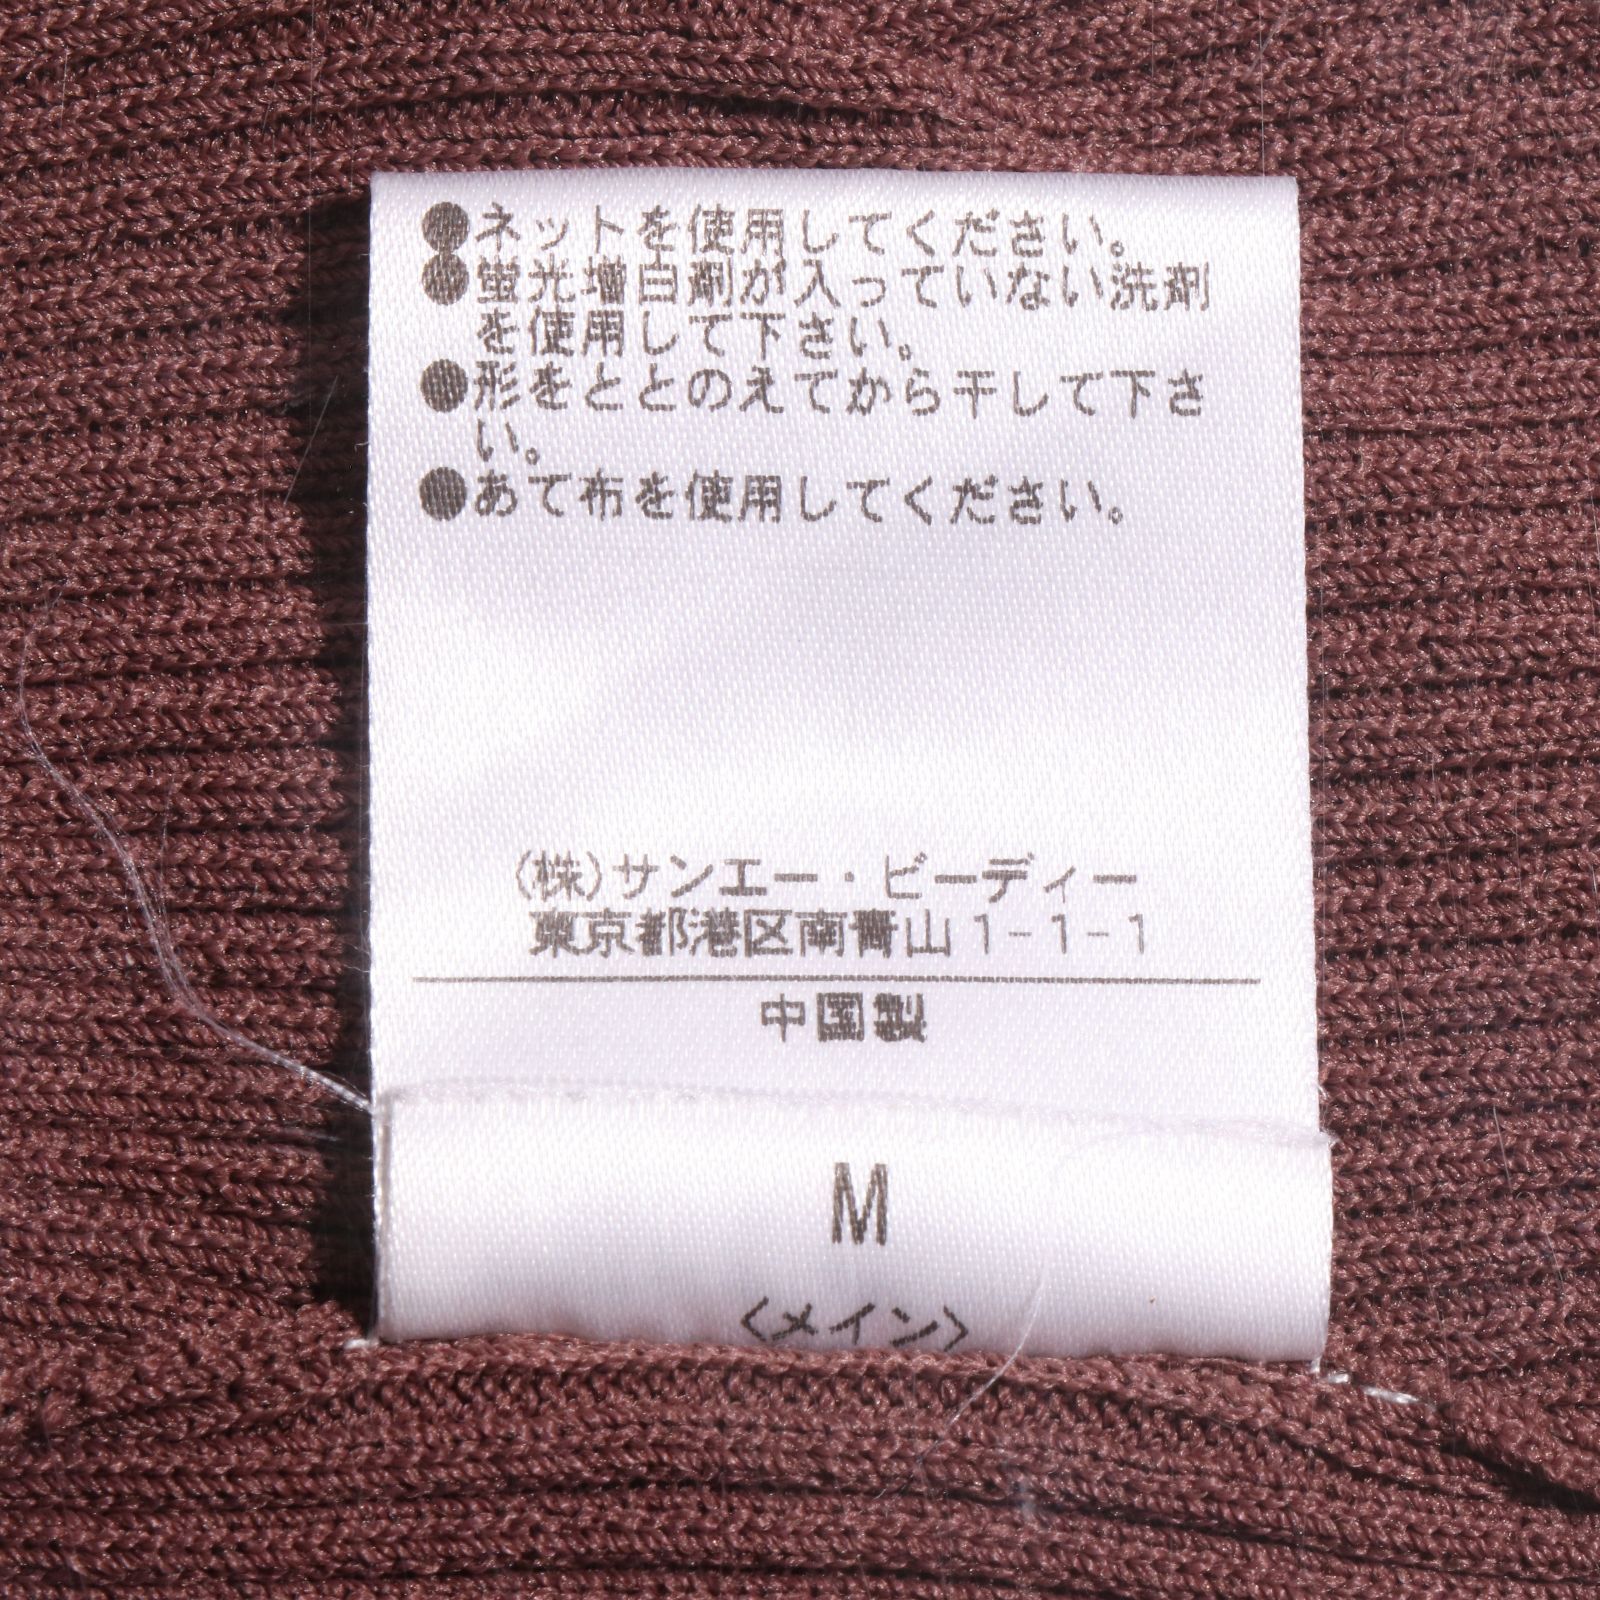 ●ネットを使用してください。
●蛍光増白剤が入っていない洗剤
を使用して下さい。
●形をととのえてから干して下さ
い。
●あて布を使用してください。
(株)サンエー・ビーディー
東京都港区南青山1-1-1
中国製
M
〈メイン〉